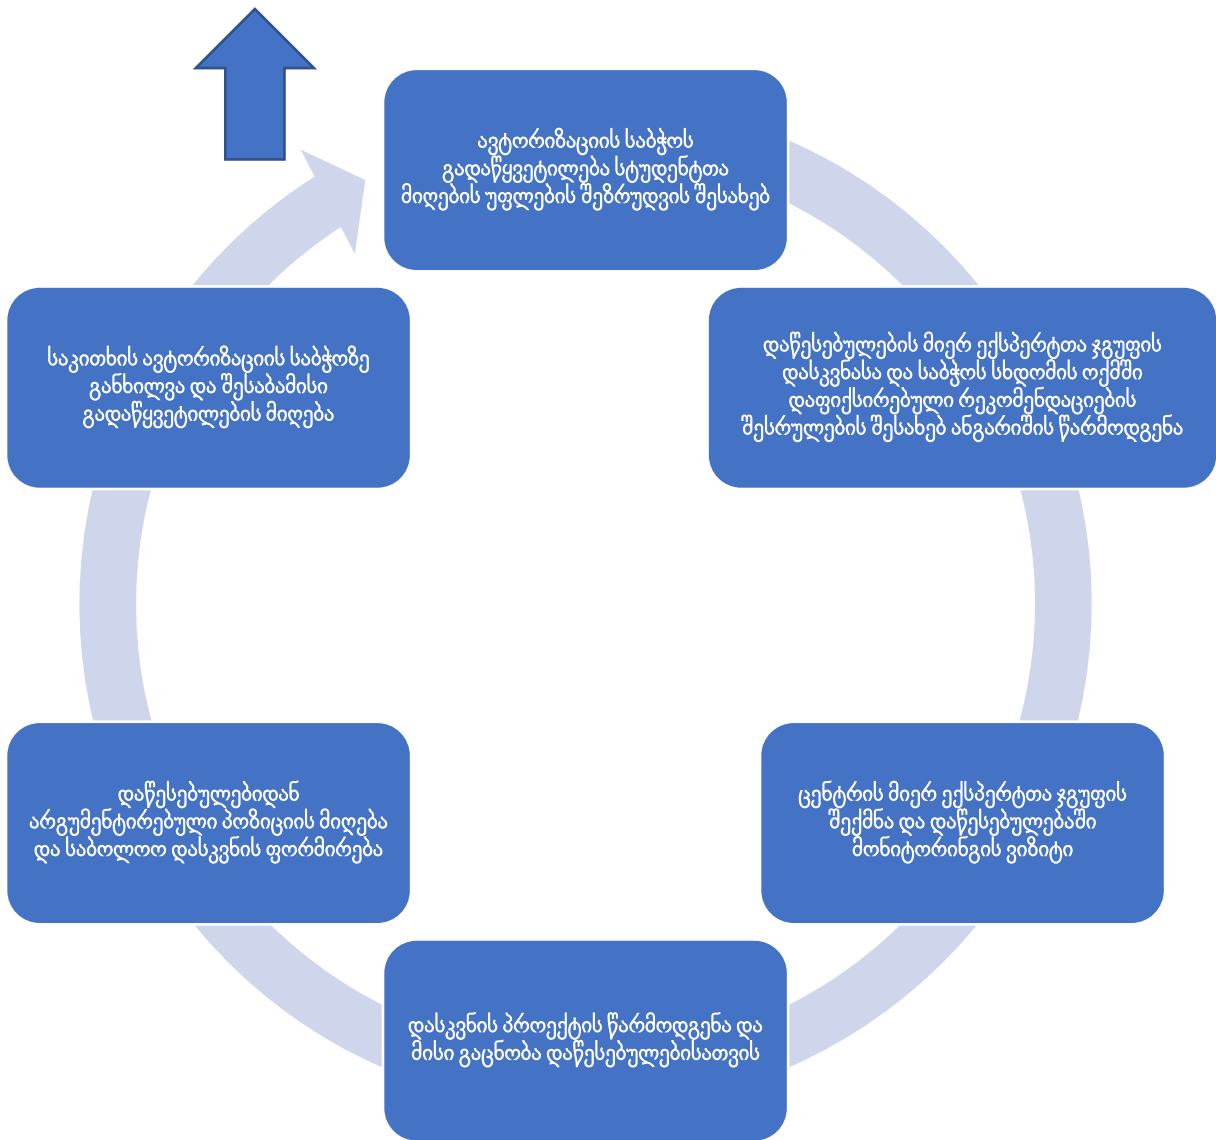 ავტორიზაციის საბჭოს
გადაწყვეტილება სტუდენტთა
მიღების უფლების შეზრუდვის შესახებ
დაწესებულების მიერ ექსპერტთა ჯგუფის
დასკვნასა და საბჭოს სხდომის ოქმში
დაფიქსირებული რეკომენდაციების
შესრულების შესახებ ანგარიშის წარმოდგენა
ცენტრის მიერ ექსპერტთა ჯგუფის
შექმნა და დაწესებულებაში
მონიტორინგის ვიზიტი
დასკვნის პროექტის წარმოდგენა და
მისი გაცნობა დაწესებულებისათვის
დაწესებულებიდან
არგუმენტირებული პოზიციის მიღება
და საბოლოო დასკვნის ფორმირება
საკითხის ავტორიზაციის საბჭოზე
განხილვა და შესაბამისი
გადაწყვეტილების მიღება